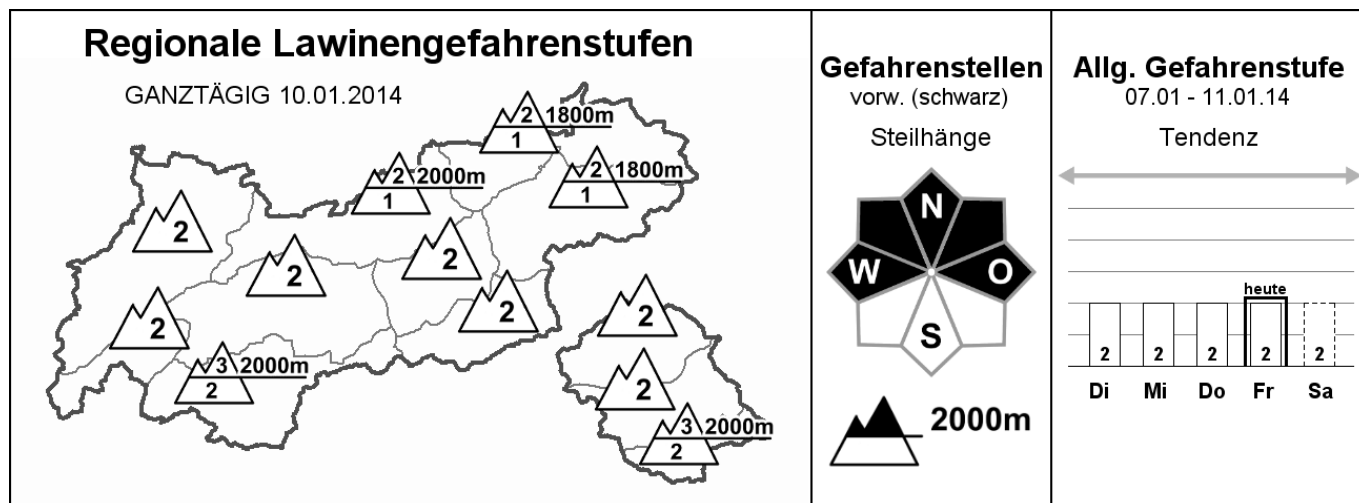 Regionale Lawinengefahrenstufen
GANZTÄGIG 10.01.2014
2 1800m
1
2 1800m
1
2 2000m
1
2
2
2
2
2
2
3 2000m
2
2
3 2000m
2
Gefahrenstellen
vorw. (schwarz)
Steilhänge
N
W O
S
2000m
Allg. Gefahrenstufe
07.01 - 11.01.14
Tendenz
heute
2 2 2 2 2
Di Mi Do Fr Sa